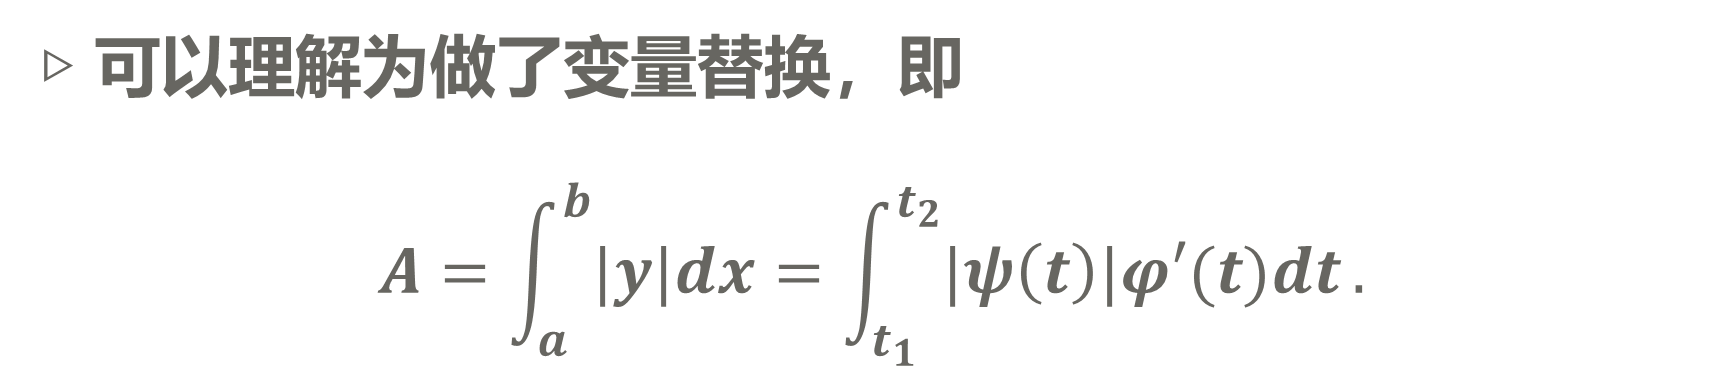 ▷ 可以理解为做了变量替换，即
A = ∫_a^b |y|dx = ∫_{t_1}^{t_2} |ψ(t)|φ′(t)dt .